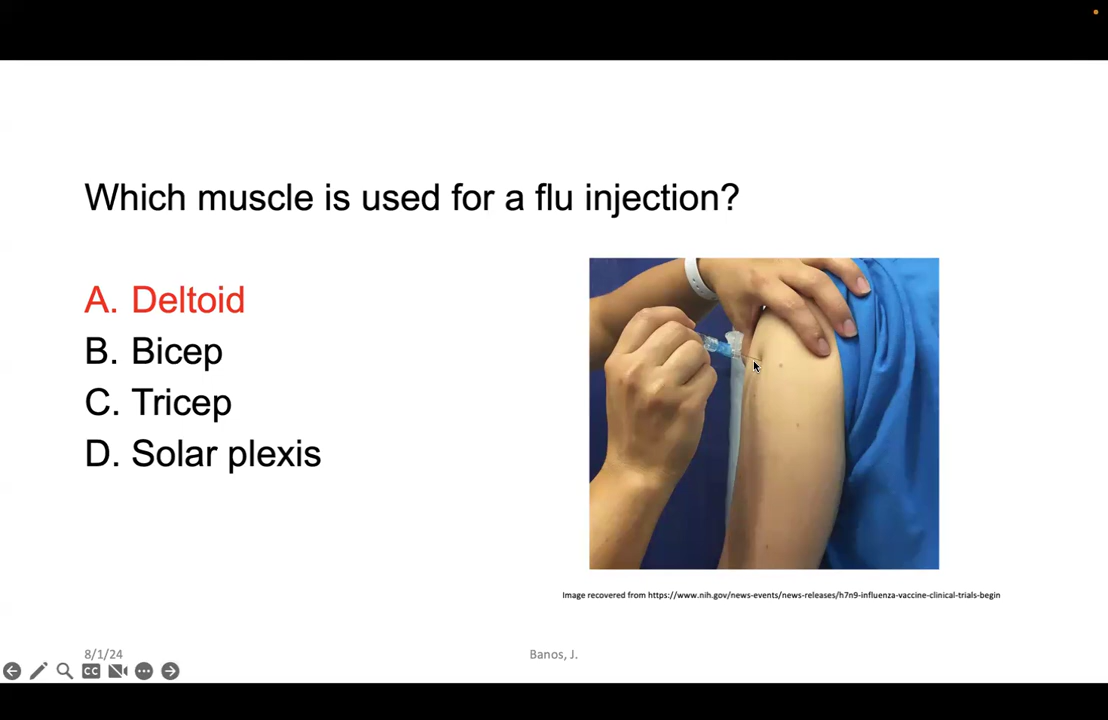 Which muscle is used for a flu injection?
A. Deltoid
B. Bicep
C. Tricep
D. Solar plexis
Image recovered from https://www.nih.gov/news-events/news-releases/h7n9-influenza-vaccine-clinical-trials-begin
8/1/24
Banos, J.
CC